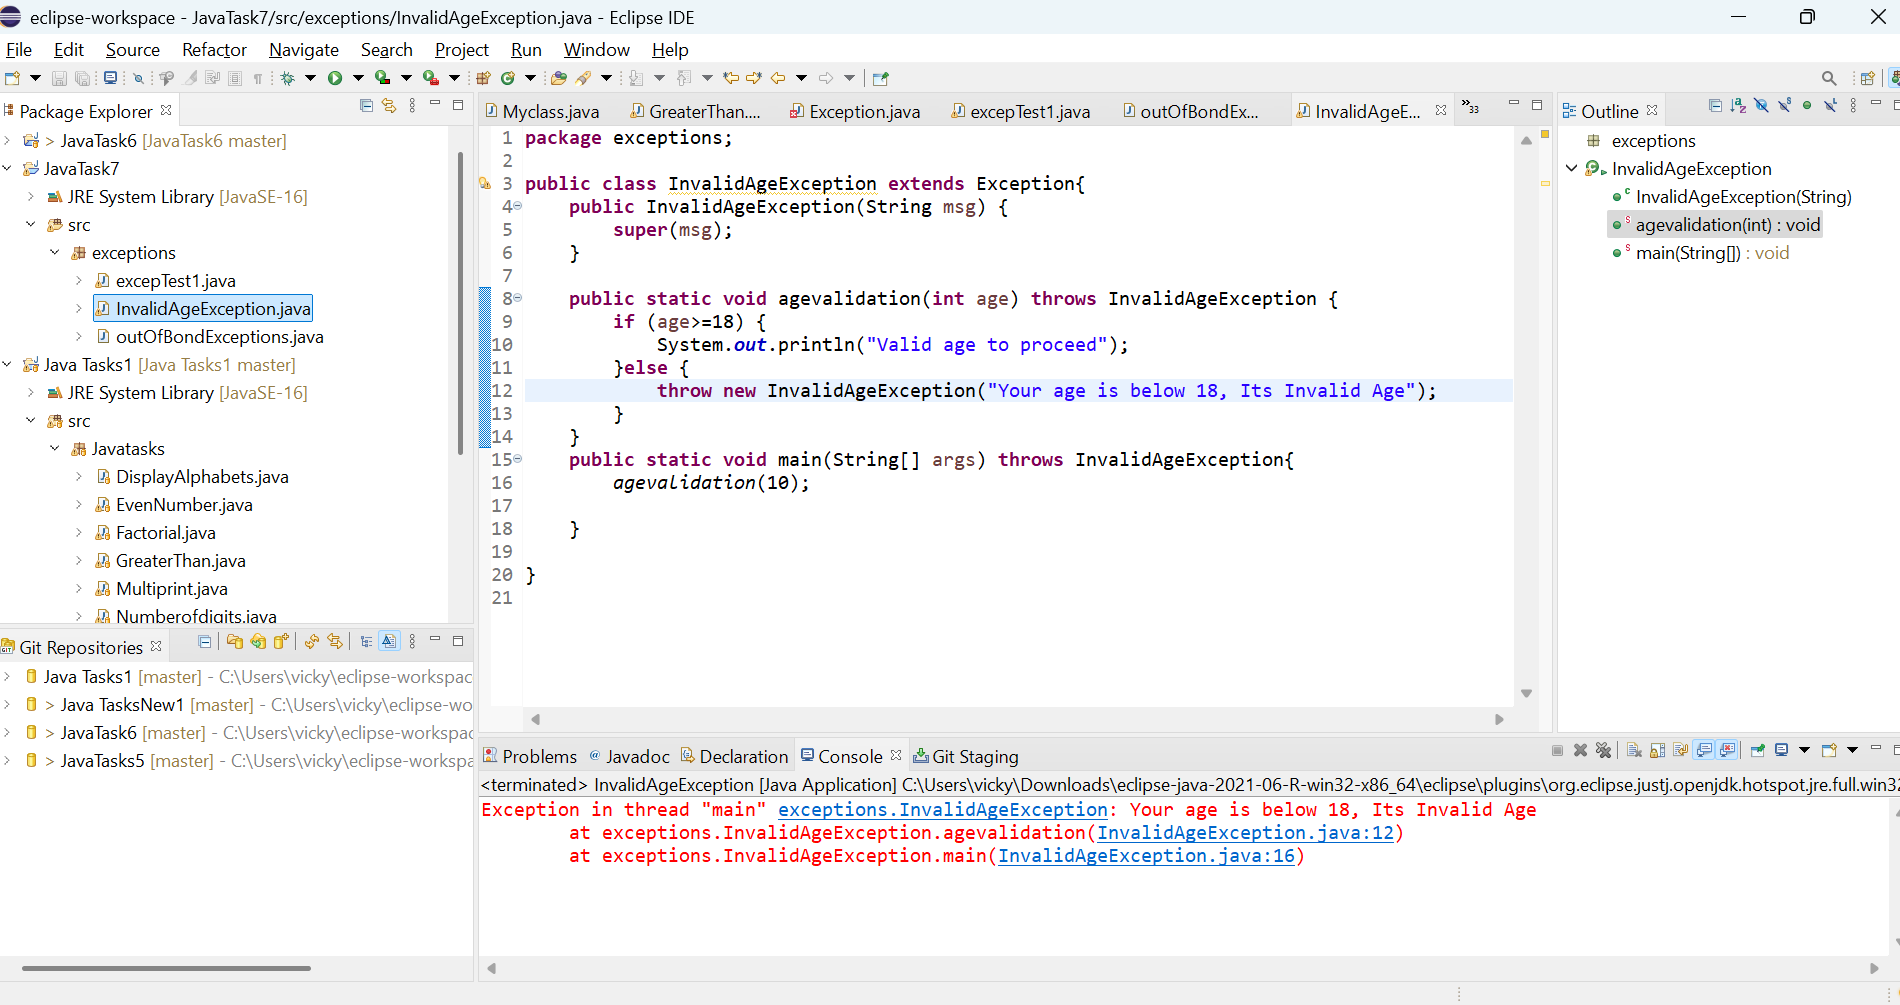 eclipse-workspace - JavaTask7/src/exceptions/InvalidAgeException.java - Eclipse IDE
File Edit Source Refactor Navigate Search Project Run Window Help
Package Explorer
> JavaTask6 [JavaTask6 master]
JavaTask7
JRE System Library [JavaSE-16]
src
exceptions
excepTest1.java
InvalidAgeException.java
outOfBondExceptions.java
Java Tasks1 [Java Tasks1 master]
JRE System Library [JavaSE-16]
src
Javatasks
DisplayAlphabets.java
EvenNumber.java
Factorial.java
GreaterThan.java
Multiprint.java
Numberofdigits.java
Git Repositories
Java Tasks1 [master] - C:\Users\vicky\eclipse-workspac
> Java TasksNew1 [master] - C:\Users\vicky\eclipse-wo
> JavaTask6 [master] - C:\Users\vicky\eclipse-workspac
> JavaTasks5 [master] - C:\Users\vicky\eclipse-workspa
Myclass.java GreaterThan.... Exception.java excepTest1.java outOfBondEx... InvalidAgeE... »33
1 package exceptions;
2
3 public class InvalidAgeException extends Exception{
4 public InvalidAgeException(String msg) {
5 super(msg);
6 }
7
8 public static void agevalidation(int age) throws InvalidAgeException {
9 if (age>=18) {
10 System.out.println("Valid age to proceed");
11 }else {
12 throw new InvalidAgeException("Your age is below 18, Its Invalid Age");
13 }
14 }
15 public static void main(String[] args) throws InvalidAgeException{
16 agevalidation(10);
17
18 }
19
20 }
21
Outline
exceptions
InvalidAgeException
InvalidAgeException(String)
agevalidation(int) : void
main(String[]) : void
Problems @ Javadoc Declaration Console Git Staging
<terminated> InvalidAgeException [Java Application] C:\Users\vicky\Downloads\eclipse-java-2021-06-R-win32-x86_64\eclipse\plugins\org.eclipse.justj.openjdk.hotspot.jre.full.win32
Exception in thread "main" exceptions.InvalidAgeException: Your age is below 18, Its Invalid Age
at exceptions.InvalidAgeException.agevalidation(InvalidAgeException.java:12)
at exceptions.InvalidAgeException.main(InvalidAgeException.java:16)